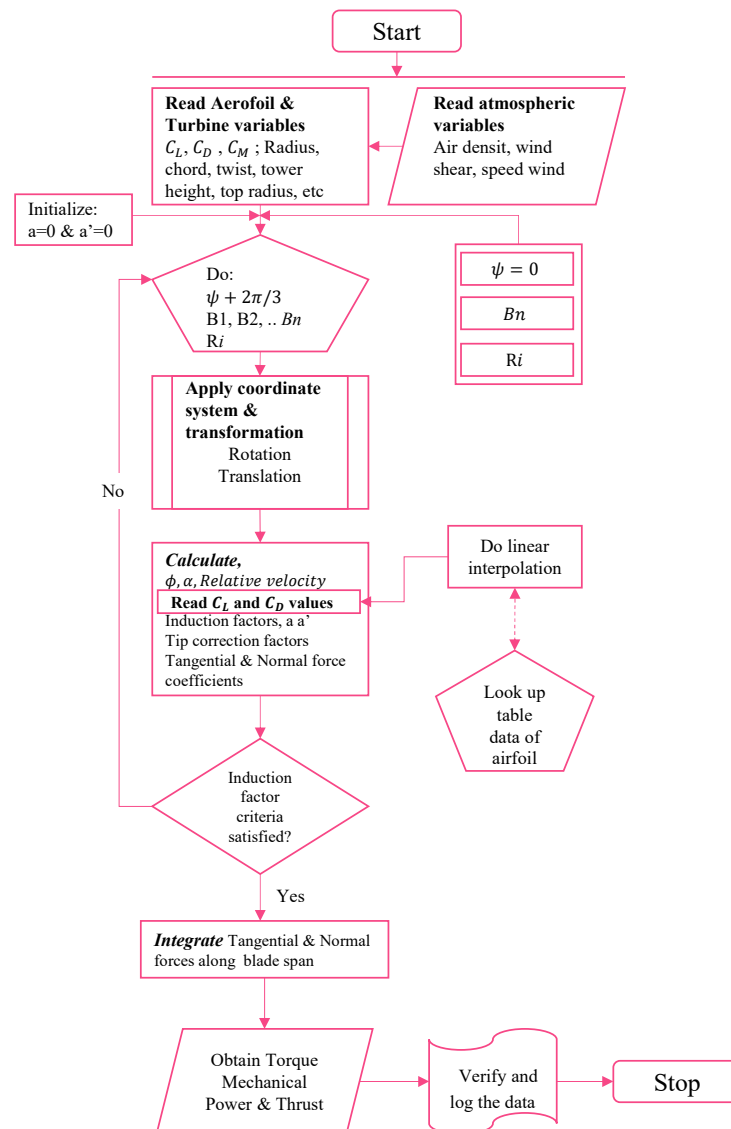 Start
Read Aerofoil &
Turbine variables
C_L, C_D , C_M ; Radius,
chord, twist, tower
height, top radius, etc
Read atmospheric
variables
Air densit, wind
shear, speed wind
Initialize:
a=0 & a’=0
ψ = 0
Bn
Ri
Do:
ψ + 2π/3
B1, B2, .. Bn
Ri
Apply coordinate
system &
transformation
Rotation
Translation
No
Calculate,
ϕ, α, Relative velocity
Read C_L and C_D values
Induction factors, a a’
Tip correction factors
Tangential & Normal force
coefficients
Do linear
interpolation
Look up
table
data of
airfoil
Induction
factor
criteria
satisfied?
Yes
Integrate Tangential & Normal
forces along blade span
Obtain Torque
Mechanical
Power & Thrust
Verify and
log the data
Stop